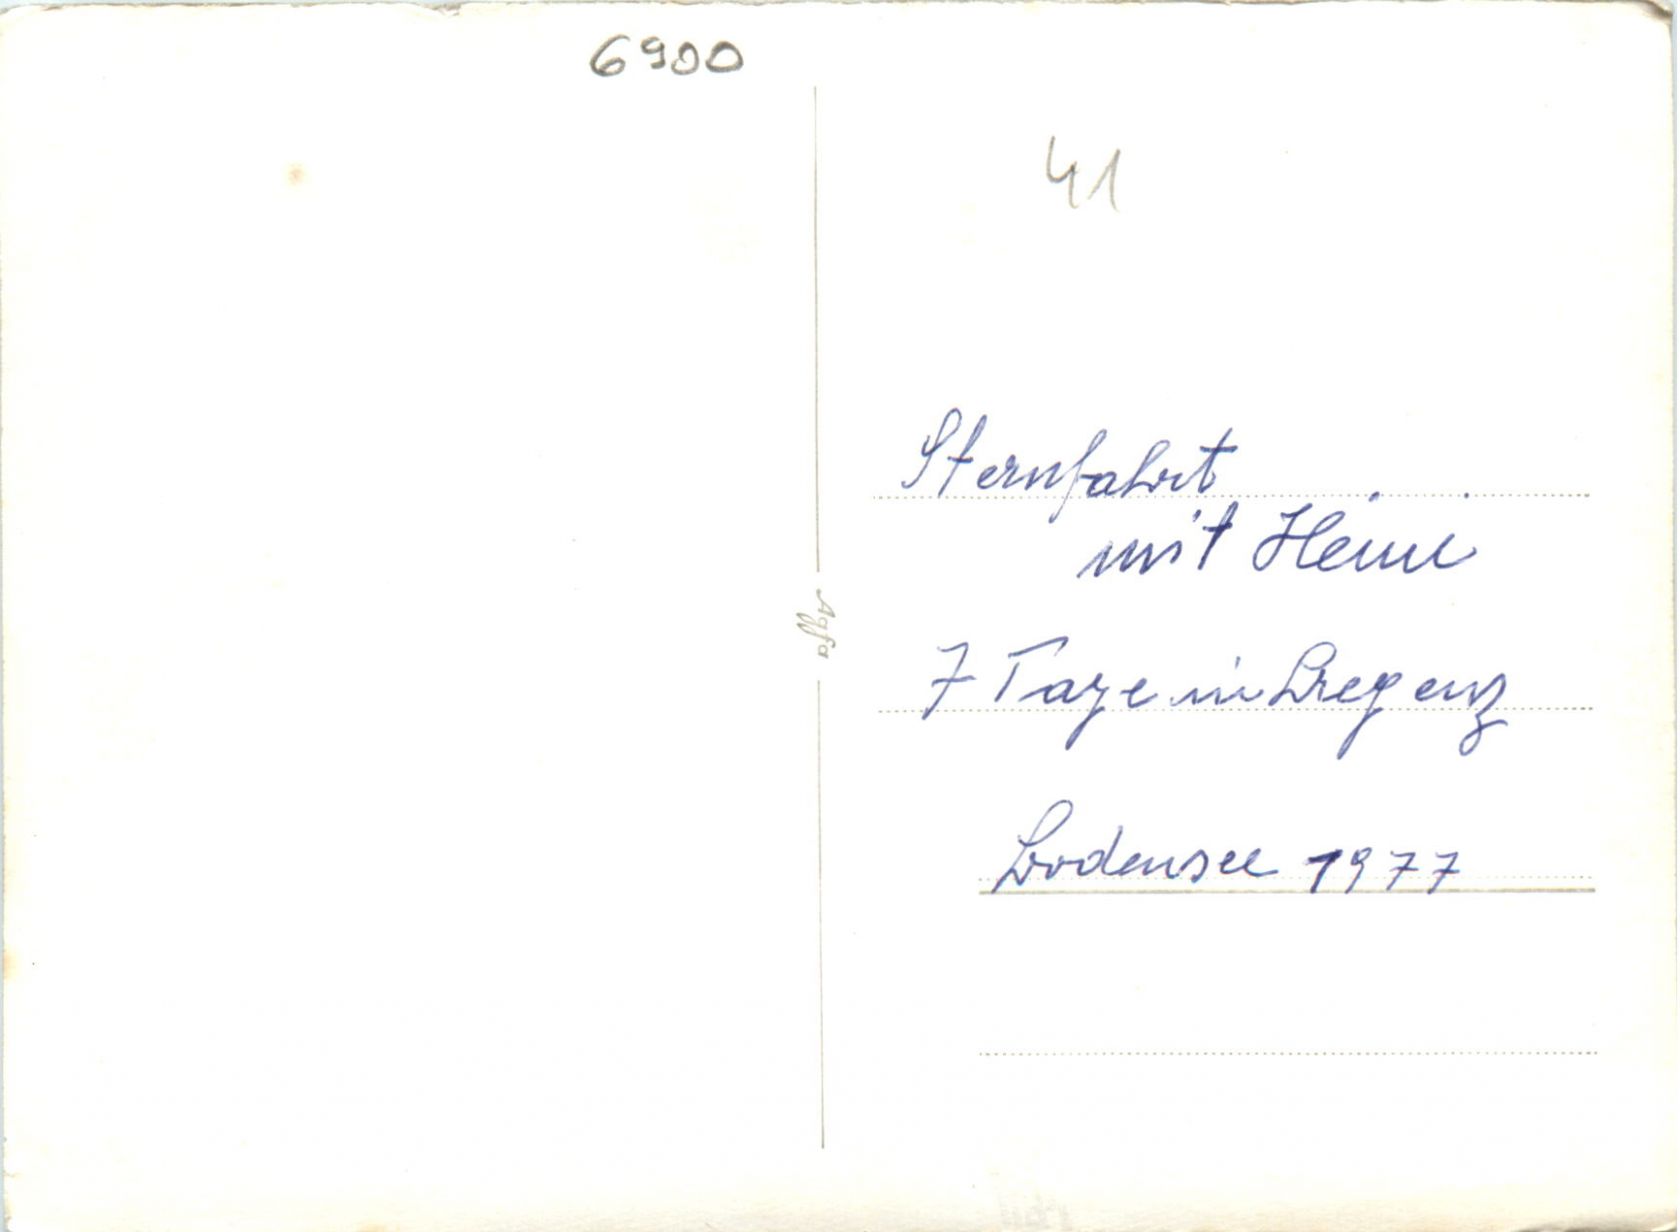 6900
41
Sternfahrt
mit Heini
7 Tage in Bregenz
Bodensee 1977
Agfa